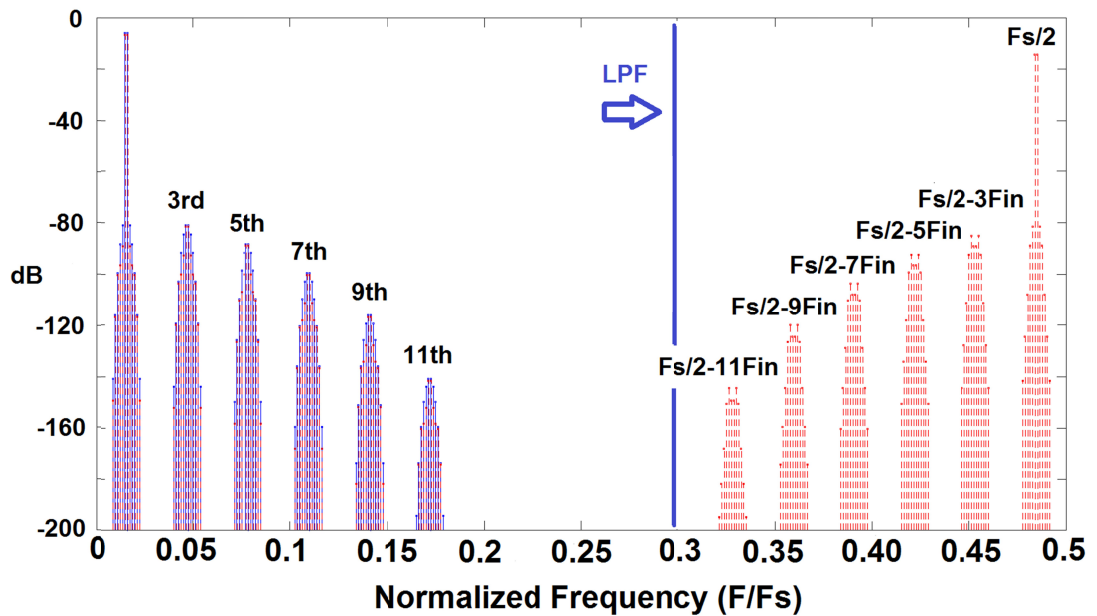 0
-40
-80
dB
-120
-160
-200
LPF
Fs/2
3rd
5th
7th
9th
11th
Fs/2-3Fin
Fs/2-5Fin
Fs/2-7Fin
Fs/2-9Fin
Fs/2-11Fin
0 0.05 0.1 0.15 0.2 0.25 0.3 0.35 0.40 0.45 0.5
Normalized Frequency (F/Fs)